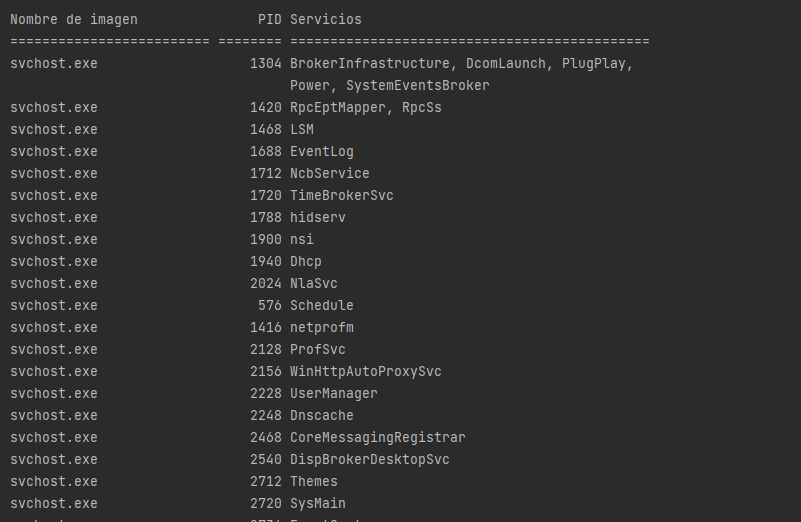 Nombre de imagen               PID Servicios
========================= ======== =============================================
svchost.exe                   1304 BrokerInfrastructure, DcomLaunch, PlugPlay,
                                   Power, SystemEventsBroker
svchost.exe                   1420 RpcEptMapper, RpcSs
svchost.exe                   1468 LSM
svchost.exe                   1688 EventLog
svchost.exe                   1712 NcbService
svchost.exe                   1720 TimeBrokerSvc
svchost.exe                   1788 hidserv
svchost.exe                   1900 nsi
svchost.exe                   1940 Dhcp
svchost.exe                   2024 NlaSvc
svchost.exe                    576 Schedule
svchost.exe                   1416 netprofm
svchost.exe                   2128 ProfSvc
svchost.exe                   2156 WinHttpAutoProxySvc
svchost.exe                   2228 UserManager
svchost.exe                   2248 Dnscache
svchost.exe                   2468 CoreMessagingRegistrar
svchost.exe                   2540 DispBrokerDesktopSvc
svchost.exe                   2712 Themes
svchost.exe                   2720 SysMain